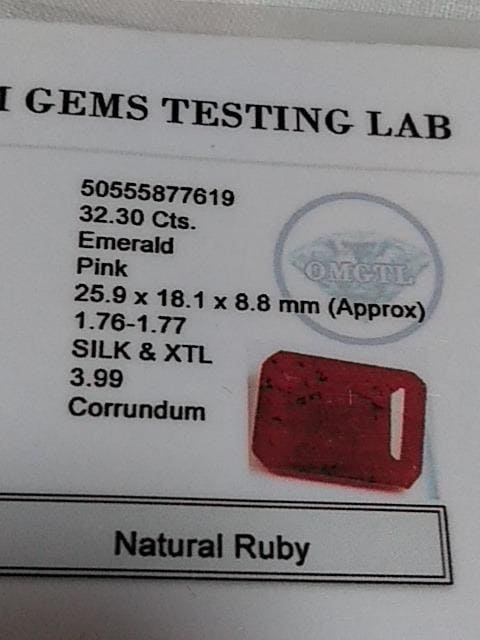 GEMS TESTING LAB
50555877619
32.30 Cts.
Emerald
Pink
OMGTL
25.9 x 18.1 x 8.8 mm (Approx)
1.76-1.77
SILK & XTL
3.99
Corrundum
Natural Ruby